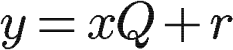 y = xQ + r